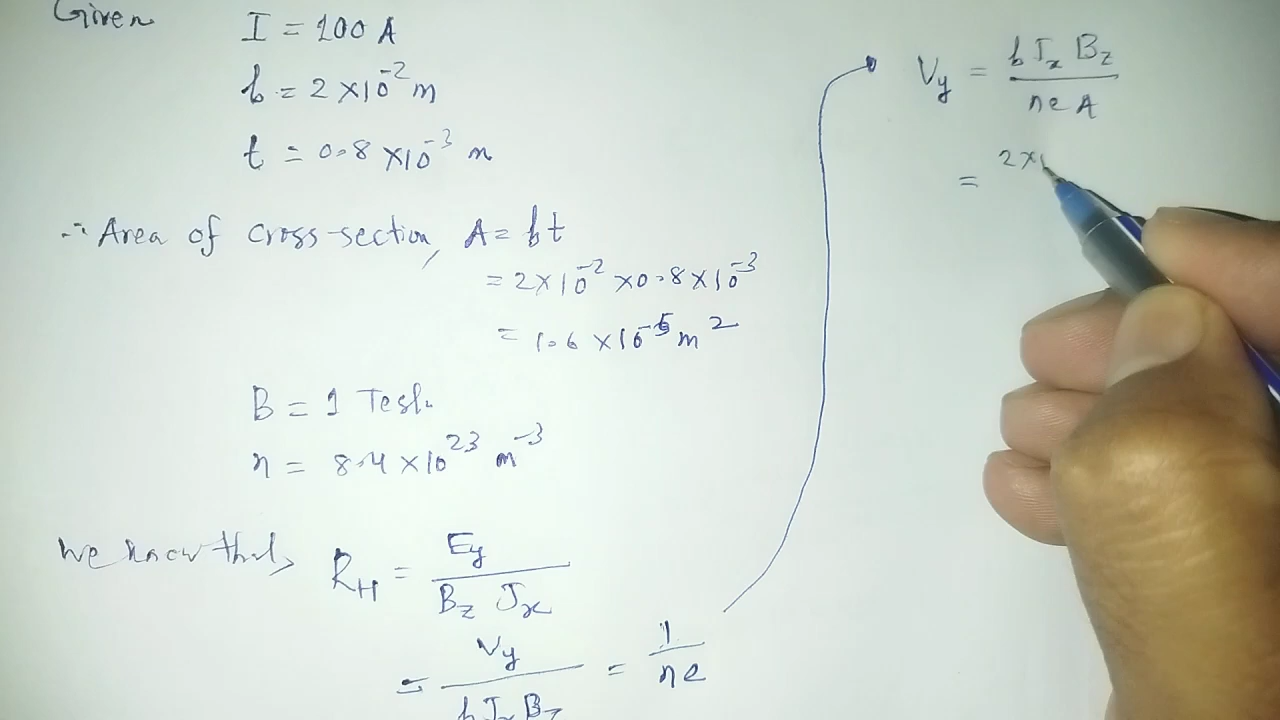 Given
I = 100 A
b = 2 × 10⁻² m
t = 0.8 × 10⁻³ m
∴ Area of cross-section, A = bt
= 2 × 10⁻² × 0.8 × 10⁻³
= 1.6 × 10⁻⁵ m²
B = 1 Tesla
n = 8.4 × 10²³ m⁻³
We know that, R_H = E_y / B_z J_x
= V_y / b J_x B_z = 1 / ne
V_y = b I_x B_z / ne A
= 2 ×